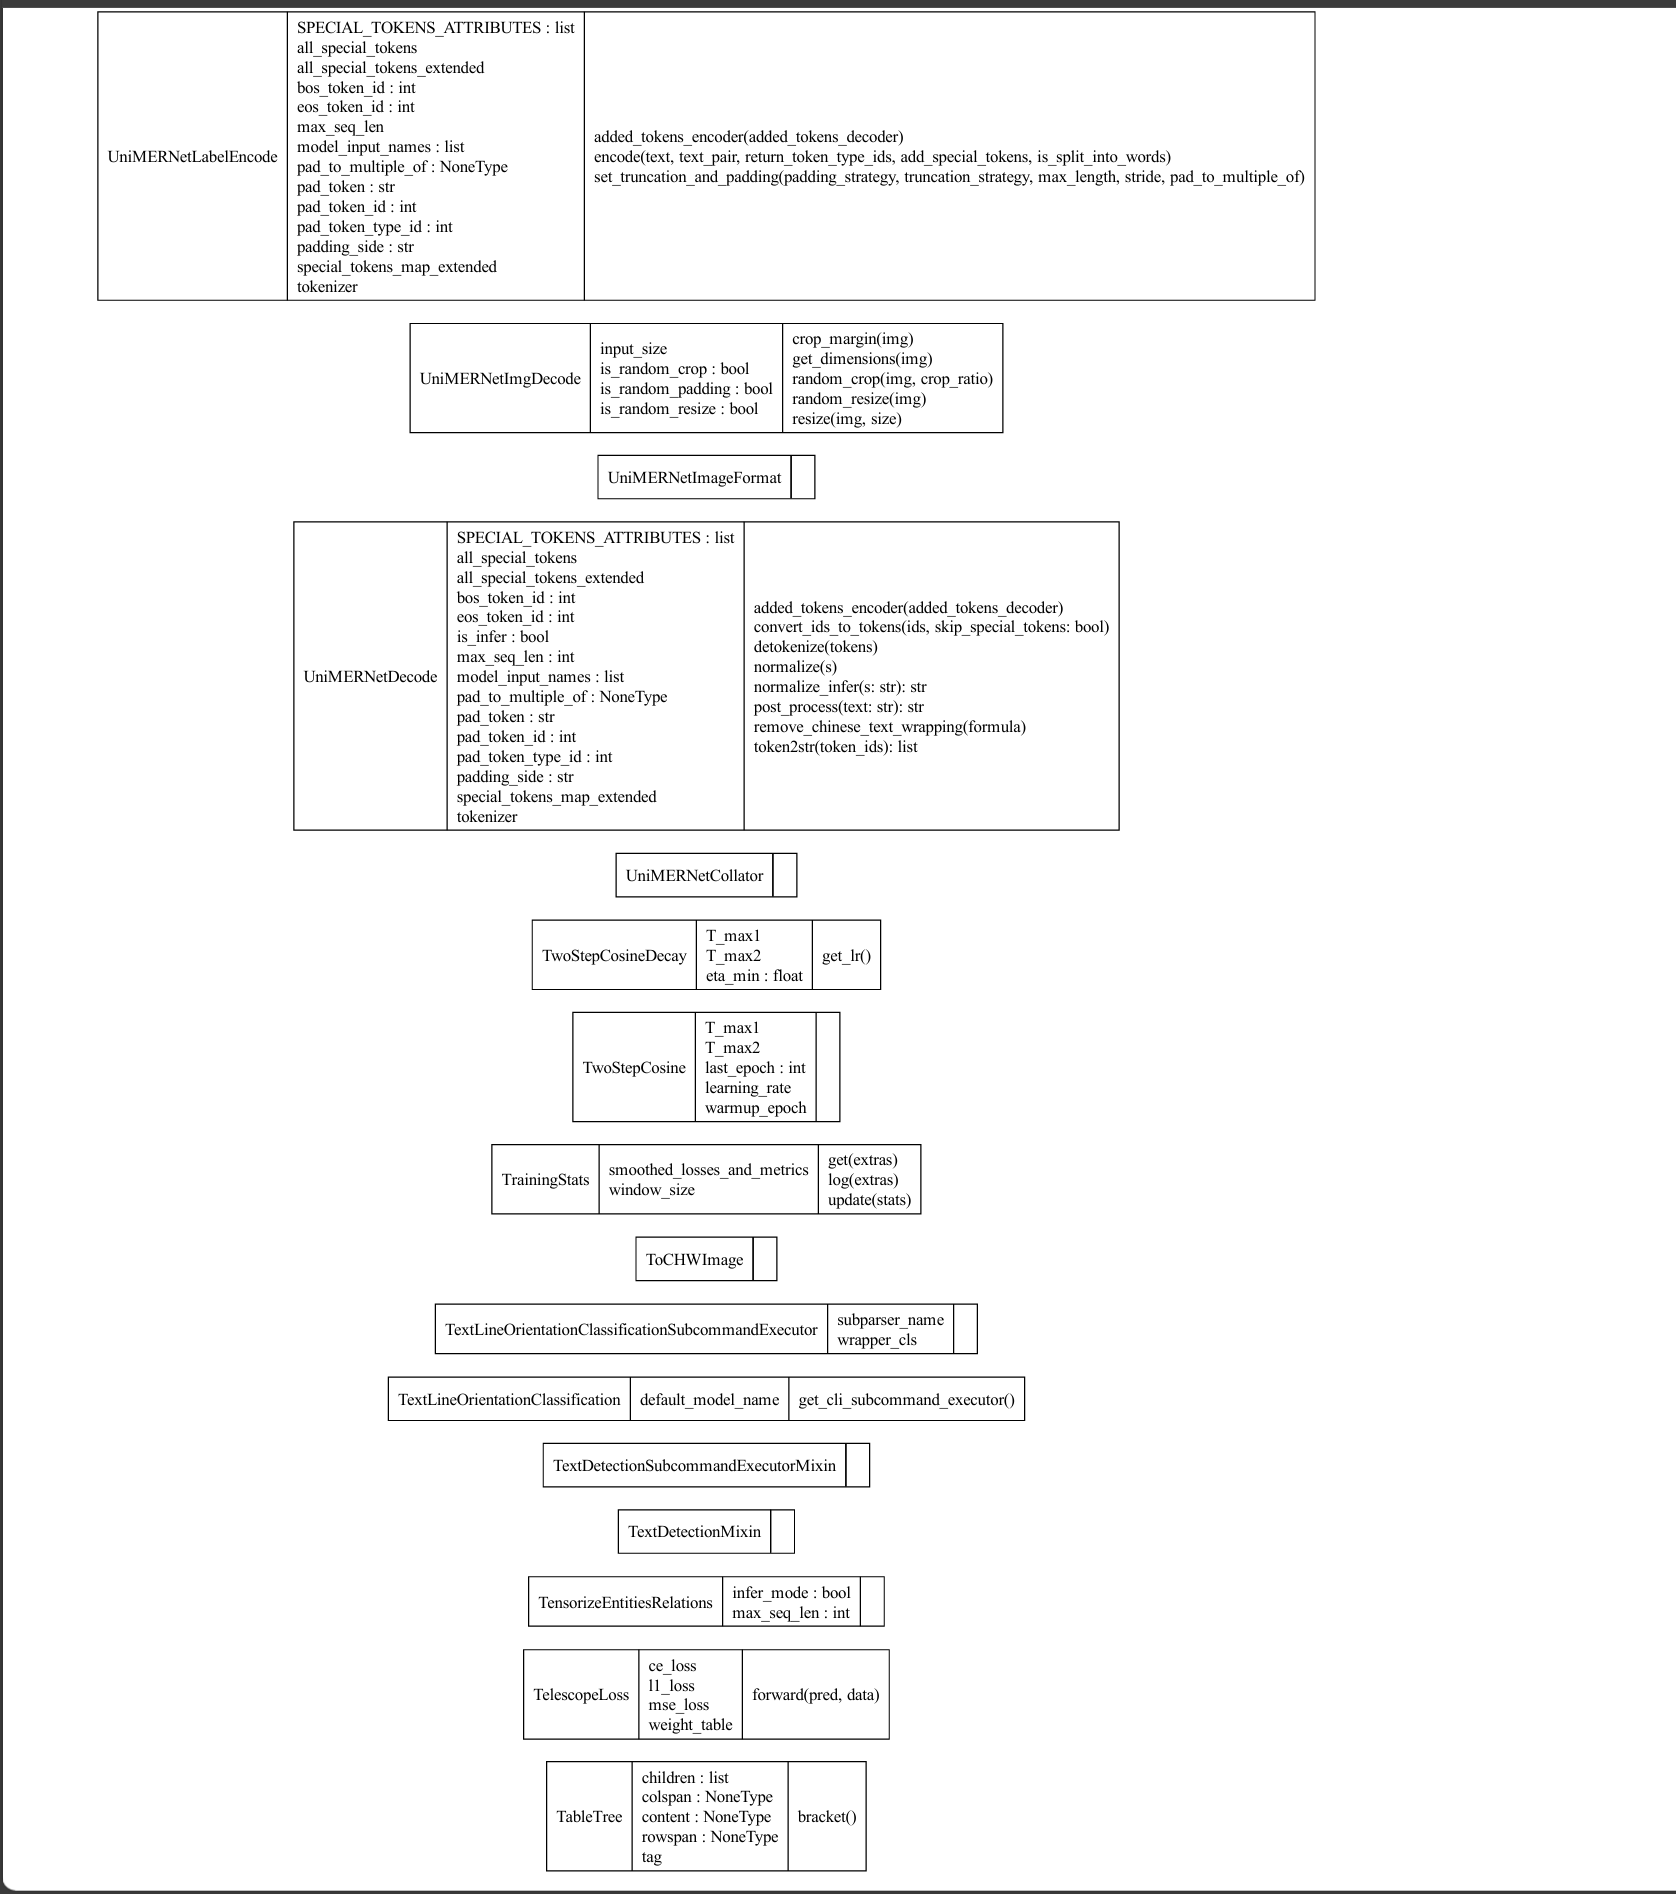 UniMERNetLabelEncode
SPECIAL_TOKENS_ATTRIBUTES : list
all_special_tokens
all_special_tokens_extended
bos_token_id : int
eos_token_id : int
max_seq_len
model_input_names : list
pad_to_multiple_of : NoneType
pad_token : str
pad_token_id : int
pad_token_type_id : int
padding_side : str
special_tokens_map_extended
tokenizer
added_tokens_encoder(added_tokens_decoder)
encode(text, text_pair, return_token_type_ids, add_special_tokens, is_split_into_words)
set_truncation_and_padding(padding_strategy, truncation_strategy, max_length, stride, pad_to_multiple_of)
UniMERNetImgDecode
input_size
is_random_crop : bool
is_random_padding : bool
is_random_resize : bool
crop_margin(img)
get_dimensions(img)
random_crop(img, crop_ratio)
random_resize(img)
resize(img, size)
UniMERNetImageFormat
UniMERNetDecode
SPECIAL_TOKENS_ATTRIBUTES : list
all_special_tokens
all_special_tokens_extended
bos_token_id : int
eos_token_id : int
is_infer : bool
max_seq_len : int
model_input_names : list
pad_to_multiple_of : NoneType
pad_token : str
pad_token_id : int
pad_token_type_id : int
padding_side : str
special_tokens_map_extended
tokenizer
added_tokens_encoder(added_tokens_decoder)
convert_ids_to_tokens(ids, skip_special_tokens: bool)
detokenize(tokens)
normalize(s)
normalize_infer(s: str): str
post_process(text: str): str
remove_chinese_text_wrapping(formula)
token2str(token_ids): list
UniMERNetCollator
TwoStepCosineDecay
T_max1
T_max2
eta_min : float
get_lr()
TwoStepCosine
T_max1
T_max2
last_epoch : int
learning_rate
warmup_epoch
TrainingStats
smoothed_losses_and_metrics
window_size
get(extras)
log(extras)
update(stats)
ToCHWImage
TextLineOrientationClassificationSubcommandExecutor
subparser_name
wrapper_cls
TextLineOrientationClassification
default_model_name
get_cli_subcommand_executor()
TextDetectionSubcommandExecutorMixin
TextDetectionMixin
TensorizeEntitiesRelations
infer_mode : bool
max_seq_len : int
TelescopeLoss
ce_loss
l1_loss
mse_loss
weight_table
forward(pred, data)
TableTree
children : list
colspan : NoneType
content : NoneType
rowspan : NoneType
tag
bracket()